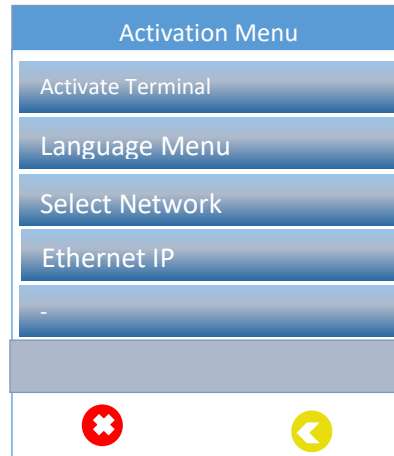 Activation Menu
Activate Terminal
Language Menu
Select Network
Ethernet IP
-